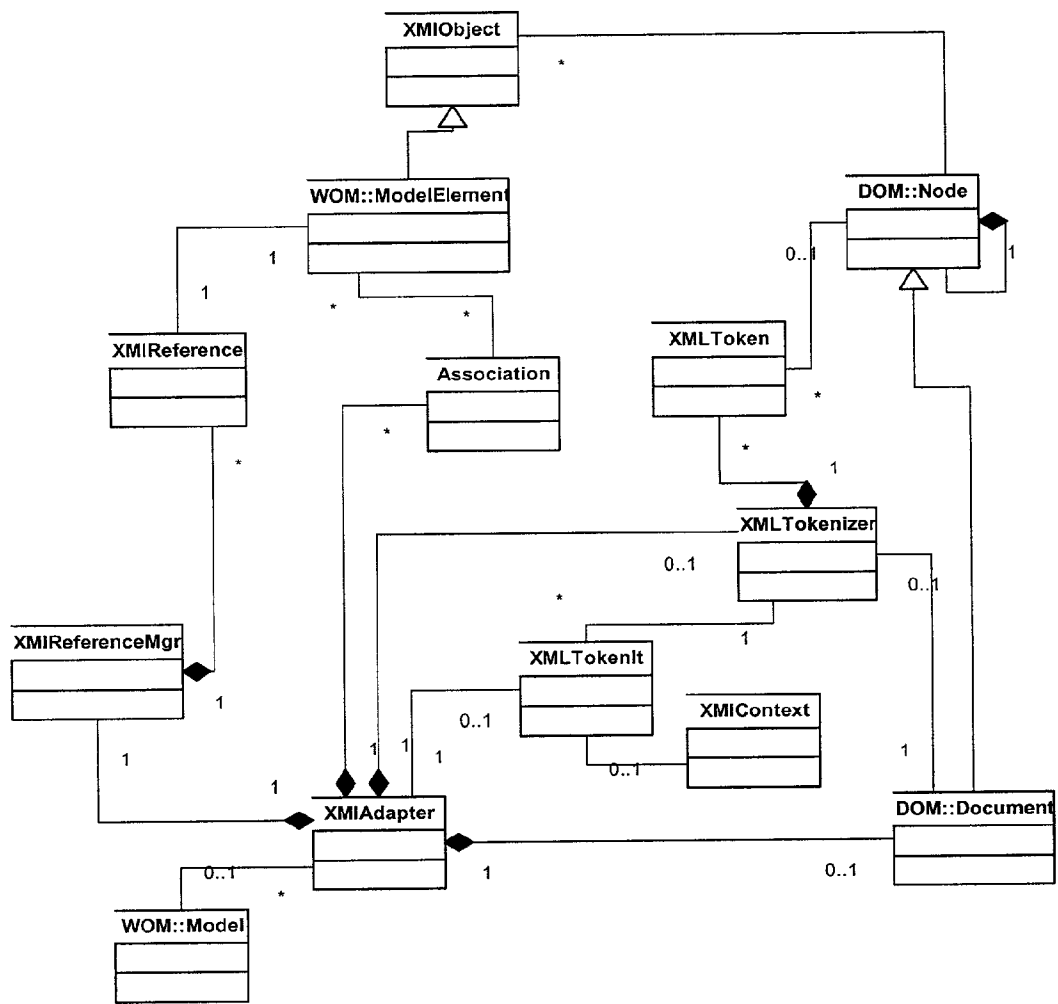 XMIObject
*
WOM::ModelElement
DOM::Node
0..1
1
1
1
*
*
XMIReference
XMLToken
Association
*
*
*
*
1
XMLTokenizer
0..1
0..1
*
1
XMIReferenceMgr
XMLTokenIt
1
0..1
XMIContext
1
1
1
1
0..1
1
1
XMIAdapter
DOM::Document
0..1
1
0..1
*
WOM::Model